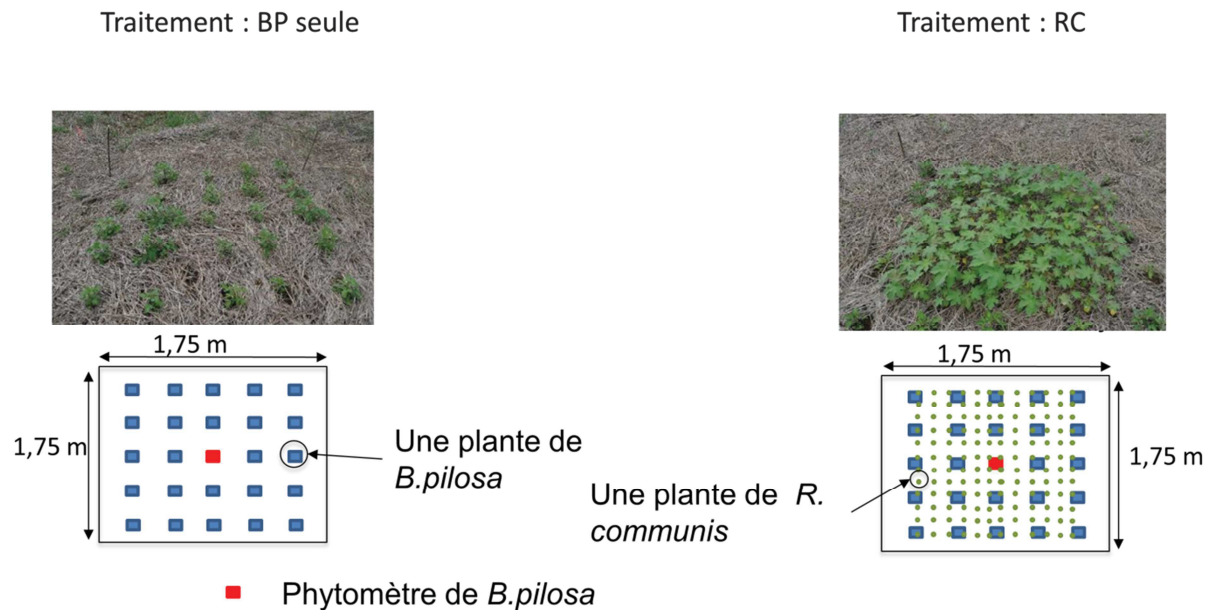 Traitement : BP seule
Traitement : RC
1,75 m
1,75 m
Une plante de
B.pilosa
1,75 m
1,75 m
Une plante de R.
communis
Phytomètre de B.pilosa